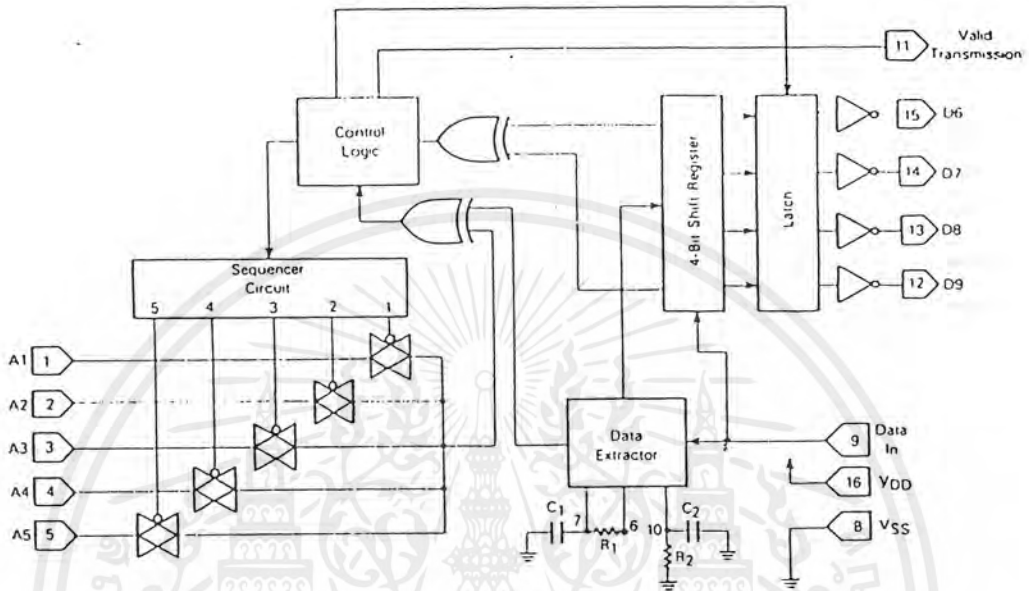 11
Valid
Transmission
Control
Logic
4-Bit Shift Register
Latch
15 D6
14 D7
13 D8
12 D9
Sequencer
Circuit
5 4 3 2 1
A1 1
A2 2
A3 3
A4 4
A5 5
Data
Extractor
9 Data
In
16 VDD
8 VSS
C1
7
R1
6
10
C2
R2